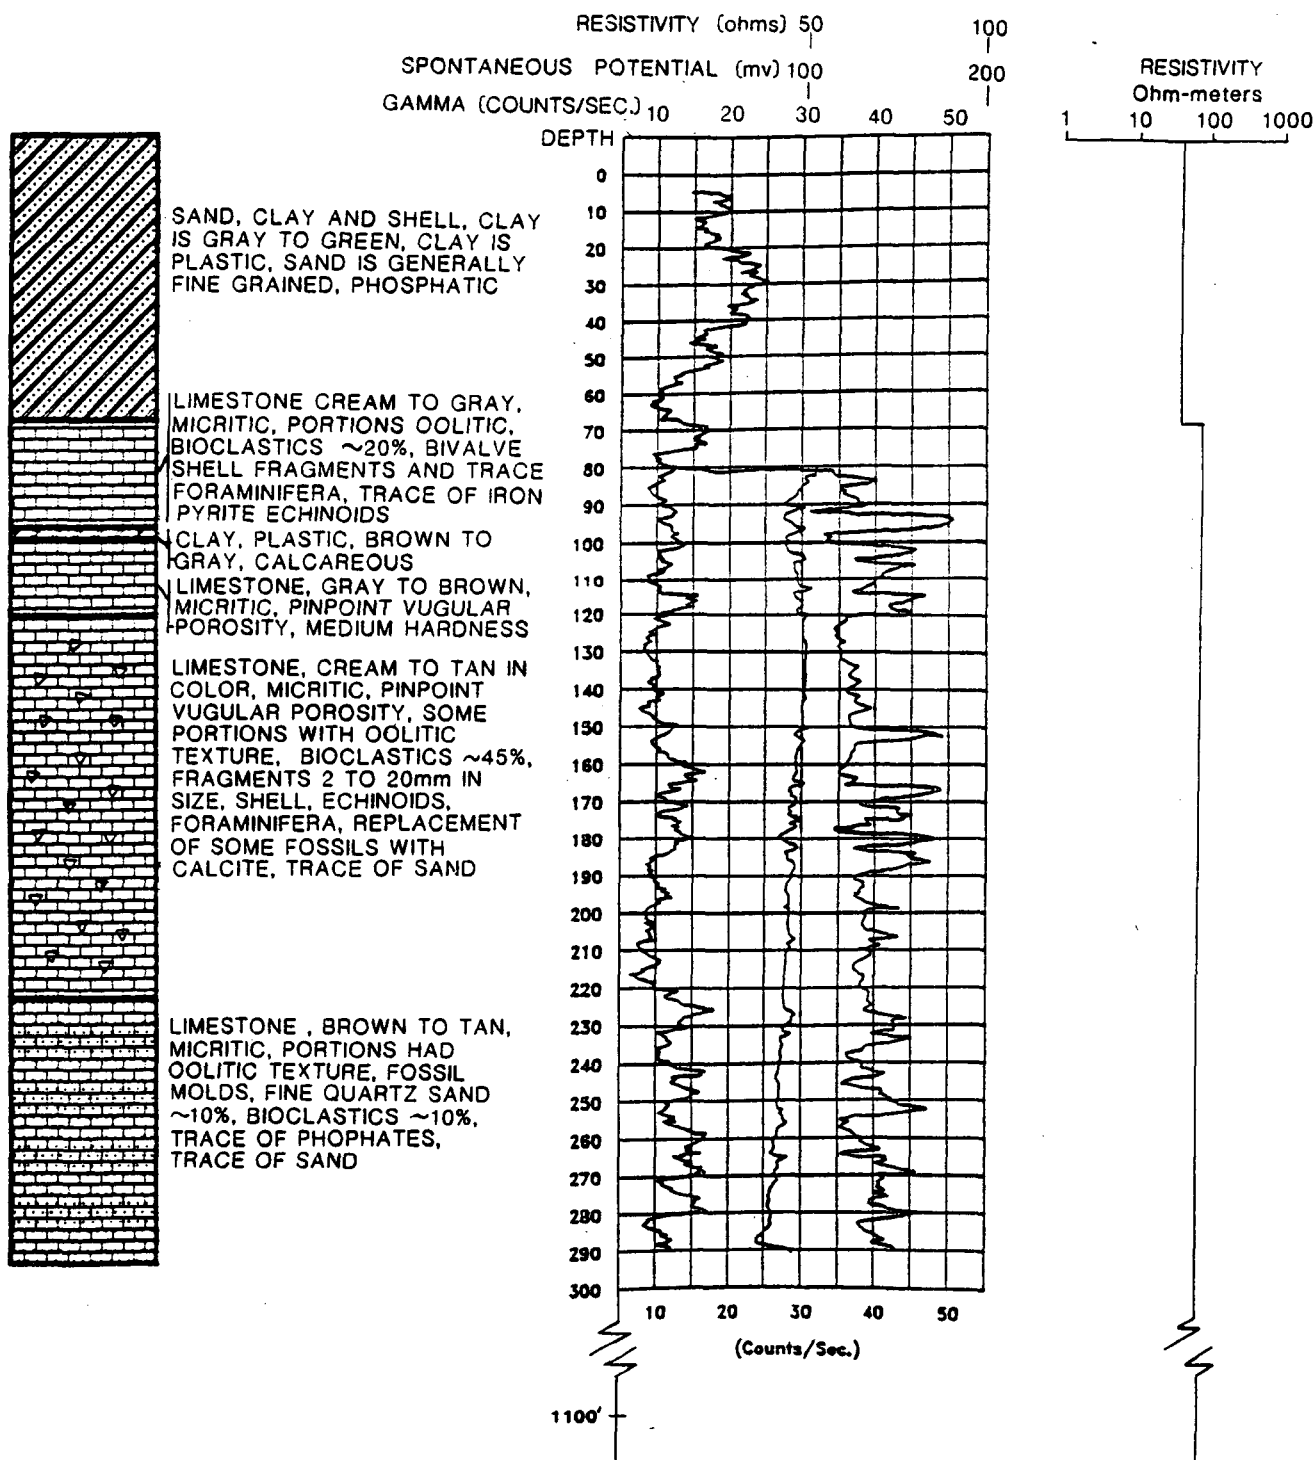 RESISTIVITY (ohms) 50 100
SPONTANEOUS POTENTIAL (mv) 100 200
GAMMA (COUNTS/SEC.) 10 20 30 40 50
DEPTH
RESISTIVITY
Ohm-meters
1 10 100 1000
SAND, CLAY AND SHELL, CLAY
IS GRAY TO GREEN, CLAY IS
PLASTIC, SAND IS GENERALLY
FINE GRAINED, PHOSPHATIC
LIMESTONE CREAM TO GRAY,
MICRITIC, PORTIONS OOLITIC,
BIOCLASTICS ~20%, BIVALVE
SHELL FRAGMENTS AND TRACE
FORAMINIFERA, TRACE OF IRON
PYRITE ECHINOIDS
CLAY, PLASTIC, BROWN TO
GRAY, CALCAREOUS
LIMESTONE, GRAY TO BROWN,
MICRITIC, PINPOINT VUGULAR
POROSITY, MEDIUM HARDNESS
LIMESTONE, CREAM TO TAN IN
COLOR, MICRITIC, PINPOINT
VUGULAR POROSITY, SOME
PORTIONS WITH OOLITIC
TEXTURE, BIOCLASTICS ~45%,
FRAGMENTS 2 TO 20mm IN
SIZE, SHELL, ECHINOIDS,
FORAMINIFERA, REPLACEMENT
OF SOME FOSSILS WITH
CALCITE, TRACE OF SAND
LIMESTONE , BROWN TO TAN,
MICRITIC, PORTIONS HAD
OOLITIC TEXTURE, FOSSIL
MOLDS, FINE QUARTZ SAND
~10%, BIOCLASTICS ~10%,
TRACE OF PHOPHATES,
TRACE OF SAND
0
10
20
30
40
50
60
70
80
90
100
110
120
130
140
150
160
170
180
190
200
210
220
230
240
250
260
270
280
290
300
10 20 30 40 50
(Counts/Sec.)
1100'